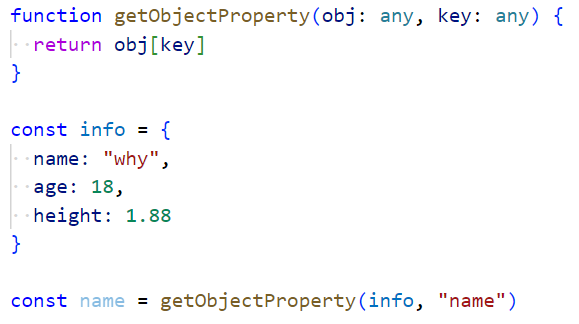 function getObjectProperty(obj: any, key: any) {
  return obj[key]
}
const info = {
  name: "why",
  age: 18,
  height: 1.88
}
const name = getObjectProperty(info, "name")